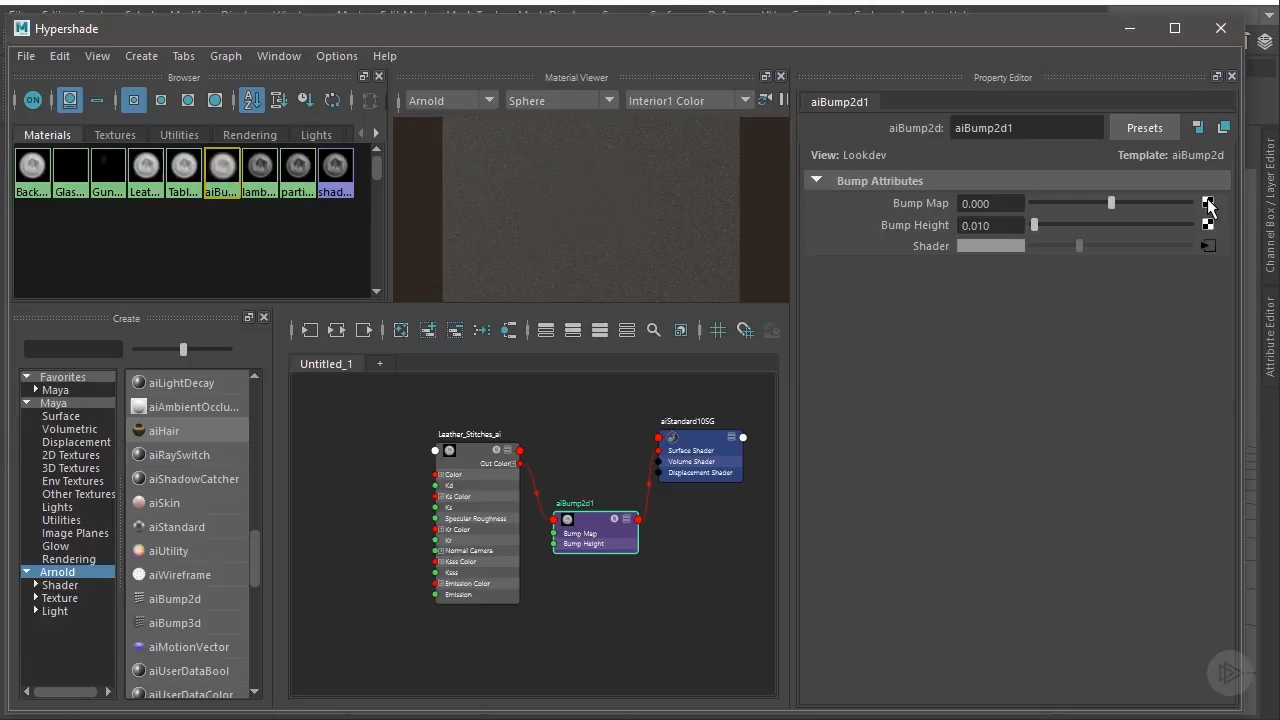 Hypershade
File Edit View Create Tabs Graph Window Options Help
Browser
ON
Materials Textures Utilities Rendering Lights
Back... Glas... Gun... Leat... Tabl... aiBu... lamb... parti... shad...
Material Viewer
Arnold Sphere Interior1 Color
Property Editor
aiBump2d1
aiBump2d: aiBump2d1 Presets
View: Lookdev Template: aiBump2d
Bump Attributes
Bump Map 0.000
Bump Height 0.010
Shader
Channel Box / Layer Editor
Attribute Editor
Create
Favorites
Maya
Maya
Surface
Volumetric
Displacement
2D Textures
3D Textures
Env Textures
Other Textures
Lights
Utilities
Image Planes
Glow
Rendering
Arnold
Shader
Texture
Light
aiLightDecay
aiAmbientOcclu...
aiHair
aiRaySwitch
aiShadowCatcher
aiSkin
aiStandard
aiUtility
aiWireframe
aiBump2d
aiBump3d
aiMotionVector
aiUserDataBool
aiUserDataColor
Untitled_1 +
Leather_Stitches_ai
Out Color
Color
Kd
Ks Color
Ks
Specular Roughness
Kr Color
Kr
Normal Camera
Ksss Color
Ksss
Emission Color
Emission
aiBump2d1
Bump Map
Bump Height
aiStandard10SG
Surface Shader
Volume Shader
Displacement Shader